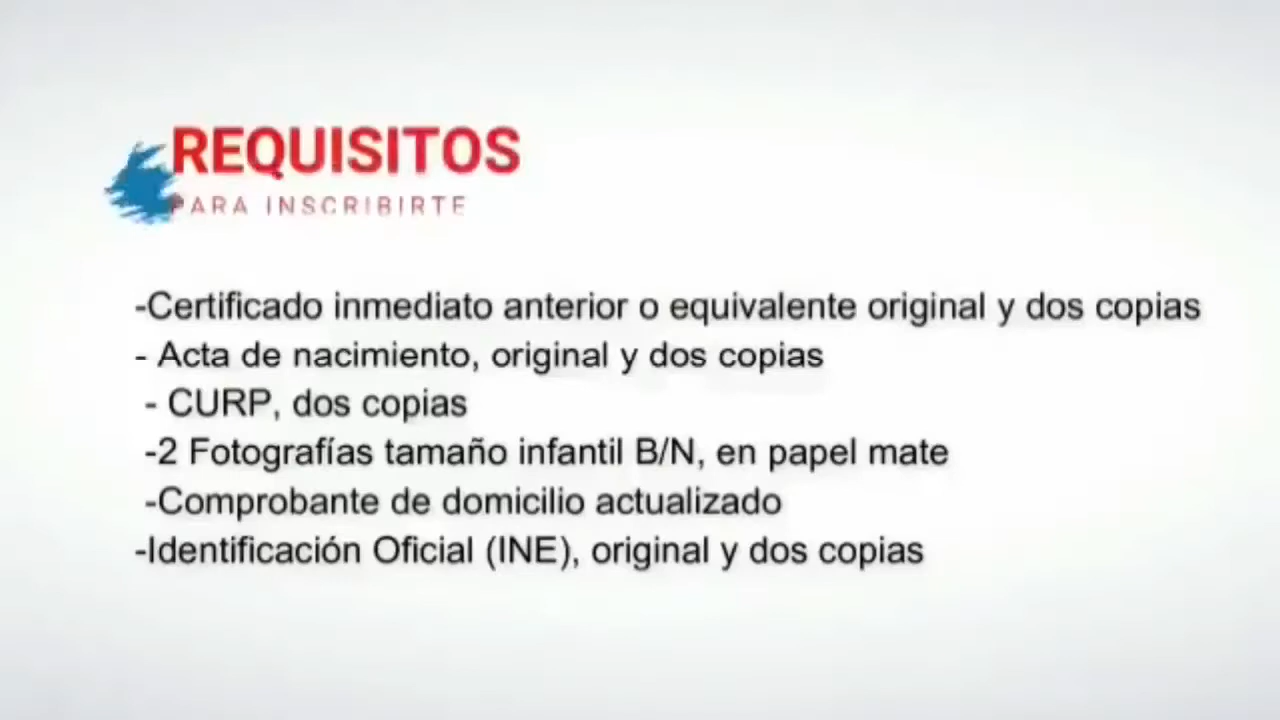 REQUISITOS
PARA INSCRIBIRTE
-Certificado inmediato anterior o equivalente original y dos copias
- Acta de nacimiento, original y dos copias
- CURP, dos copias
-2 Fotografías tamaño infantil B/N, en papel mate
-Comprobante de domicilio actualizado
-Identificación Oficial (INE), original y dos copias